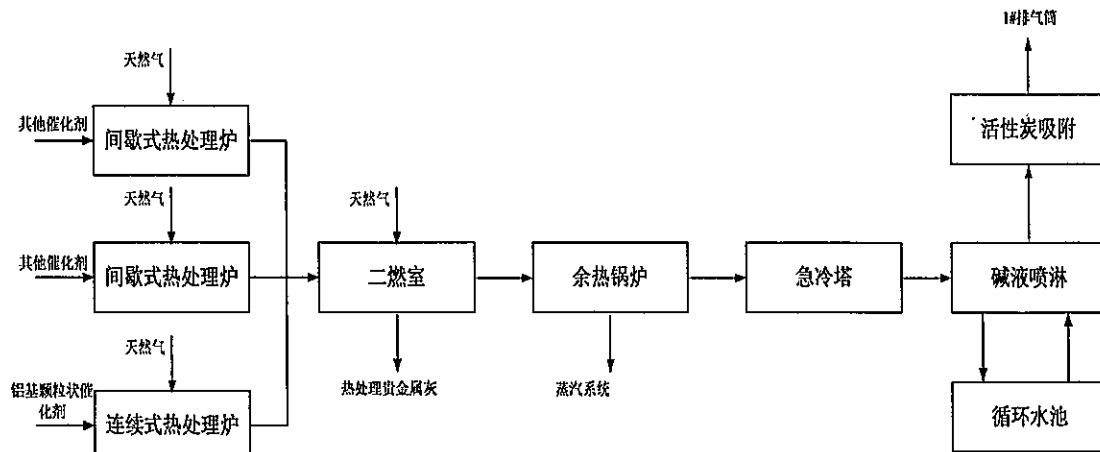 1#排气筒
天然气
其他催化剂
间歇式热处理炉
活性炭吸附
天然气
天然气
其他催化剂
间歇式热处理炉
二燃室
余热锅炉
急冷塔
碱液喷淋
天然气
热处理贵金属灰
蒸汽系统
铝基颗粒状催
化剂
连续式热处理炉
循环水池